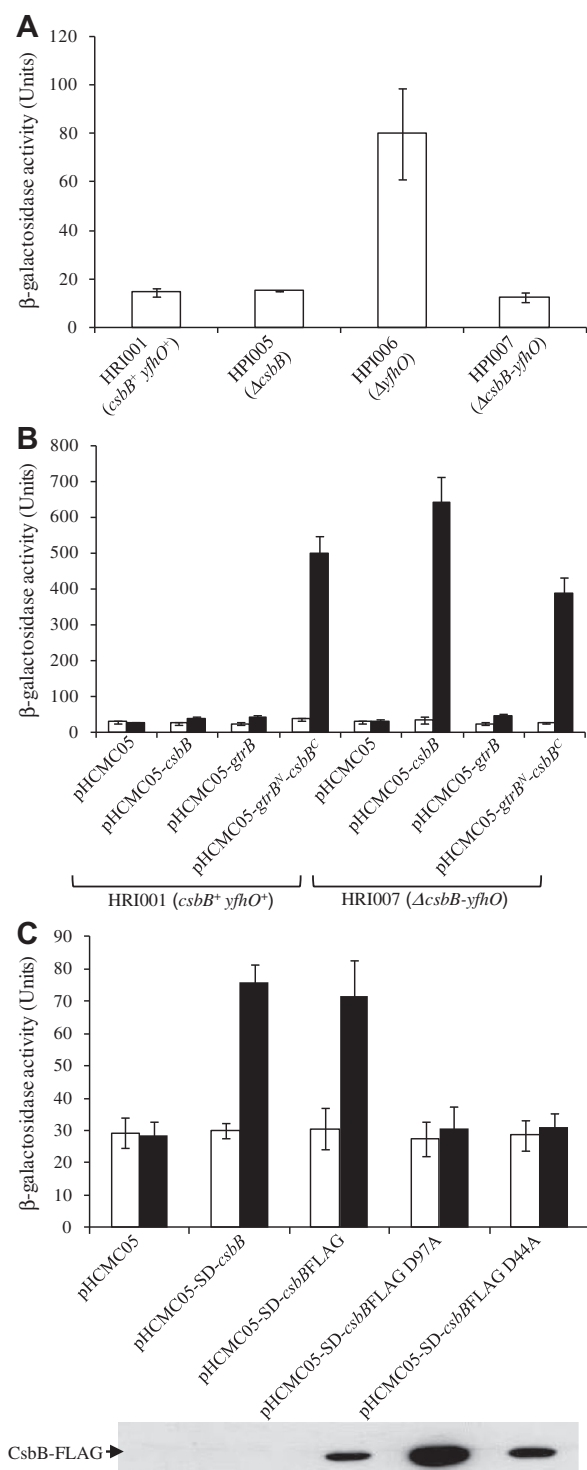 A
β-galactosidase activity (Units)
120
100
80
60
40
20
0
HRI001
(csbB⁺ yfhO⁺)
HPI005
(ΔcsbB)
HPI006
(ΔyfhO)
HPI007
(ΔcsbB-yfhO)
B
β-galactosidase activity (Units)
800
700
600
500
400
300
200
100
0
pHCMC05
pHCMC05-csbB
pHCMC05-gtrB
pHCMC05-gtrBᴺ-csbBᶜ
pHCMC05
pHCMC05-csbB
pHCMC05-gtrB
pHCMC05-gtrBᴺ-csbBᶜ
HRI001 (csbB⁺ yfhO⁺)
HRI007 (ΔcsbB-yfhO)
C
β-galactosidase activity (Units)
90
80
70
60
50
40
30
20
10
0
pHCMC05
pHCMC05-SD-csbB
pHCMC05-SD-csbBFLAG
pHCMC05-SD-csbBFLAG D97A
pHCMC05-SD-csbBFLAG D44A
CsbB-FLAG